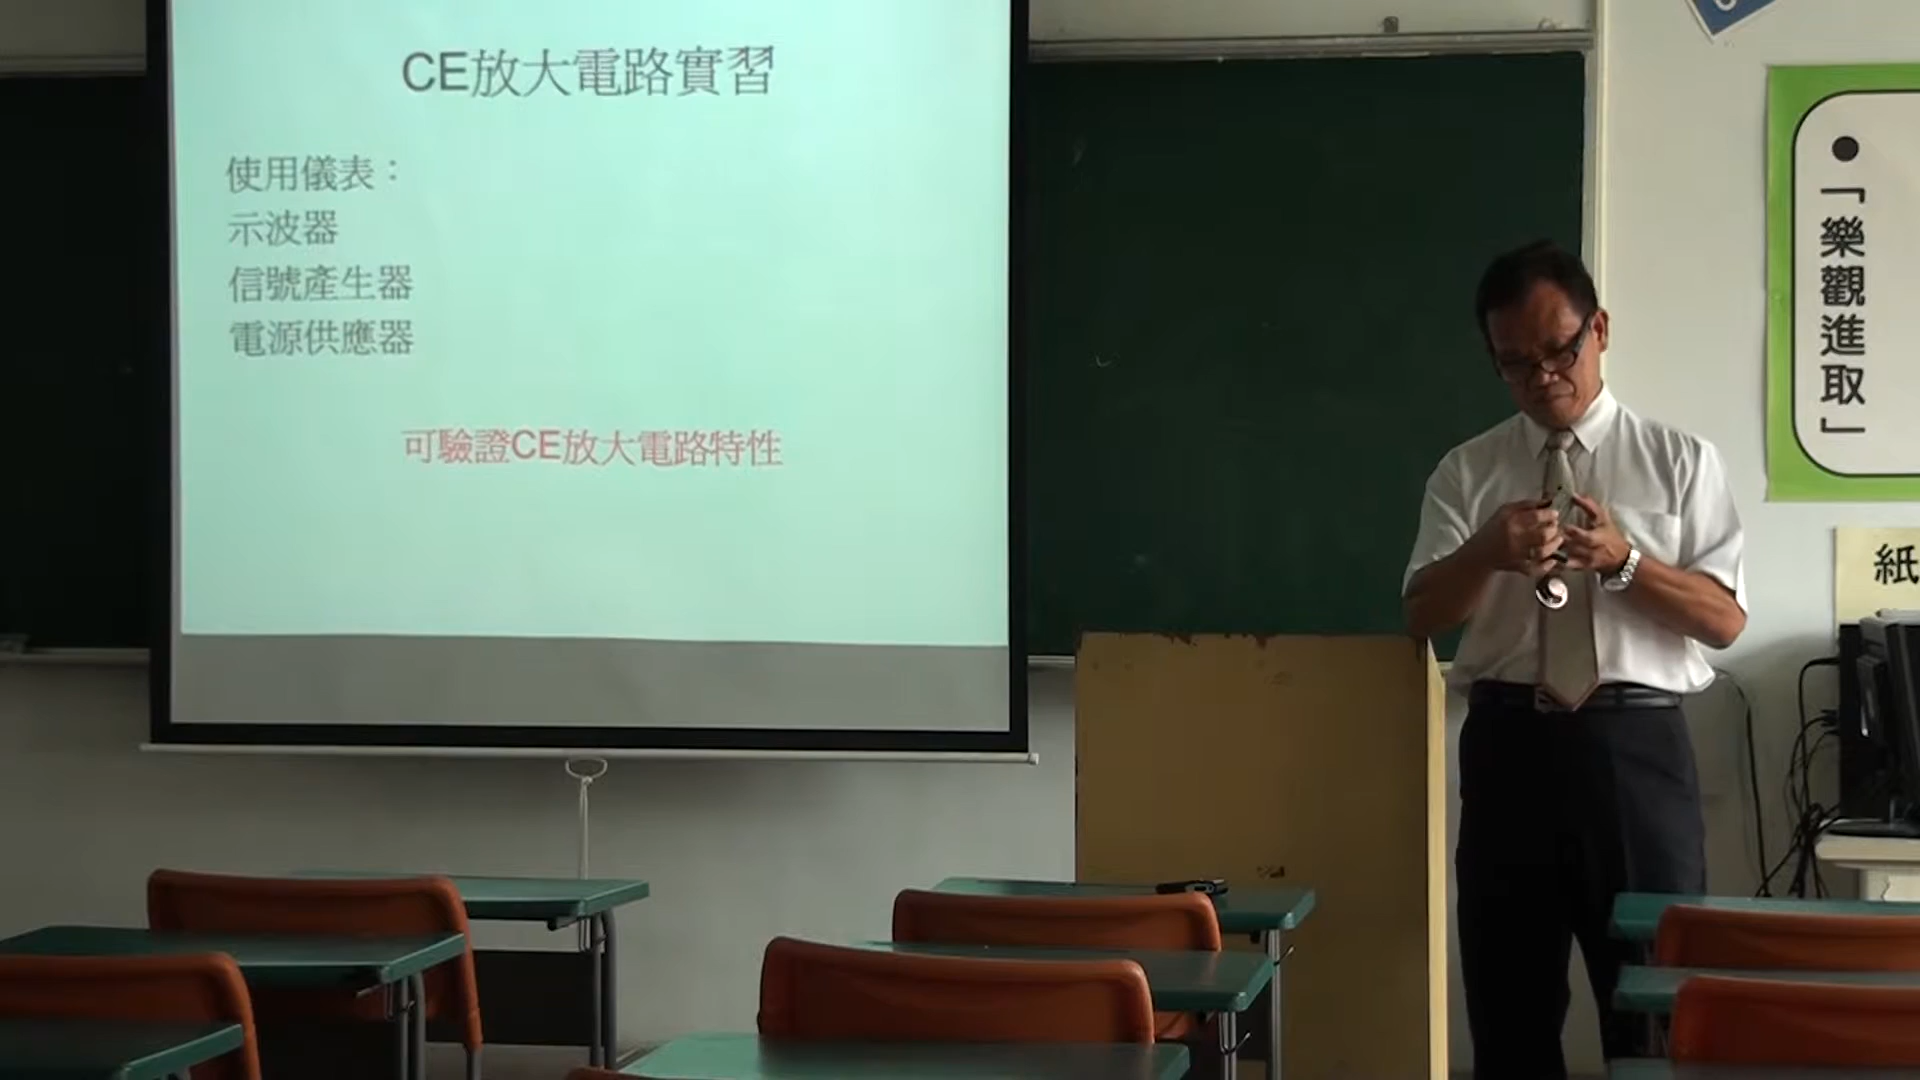 CE放大電路實習
使用儀表：
示波器
信號產生器
電源供應器
可驗證CE放大電路特性
●「樂觀進取」
紙